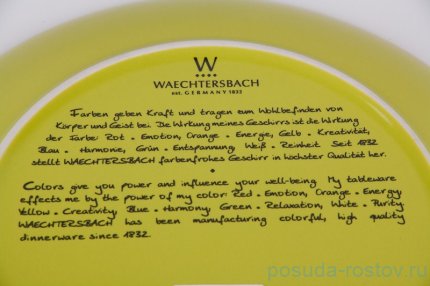 W
WAECHTERSBACH
est. GERMANY 1832
Farben geben Kraft und tragen zum Wohlbefinden von
Körper und Geist bei. Die Wirkung meines Geschirrs ist die Wirkung
der Farbe: Rot - Emotion, Orange - Energie, Gelb - Kreativität,
Blau - Harmonie, Grün - Entspannung, Weiß - Reinheit. Seit 1832
stellt WAECHTERSBACH farbenfrohes Geschirr in höchster Qualität her.
Colors give you power and influence your well-being. My tableware
effects me by the power of my color: Red - Emotion, Orange - Energy,
Yellow - Creativity, Blue - Harmony, Green - Relaxation, White - Purity.
WAECHTERSBACH has been manufacturing colorful, high quality
dinnerware since 1832.
posuda-rostov.ru